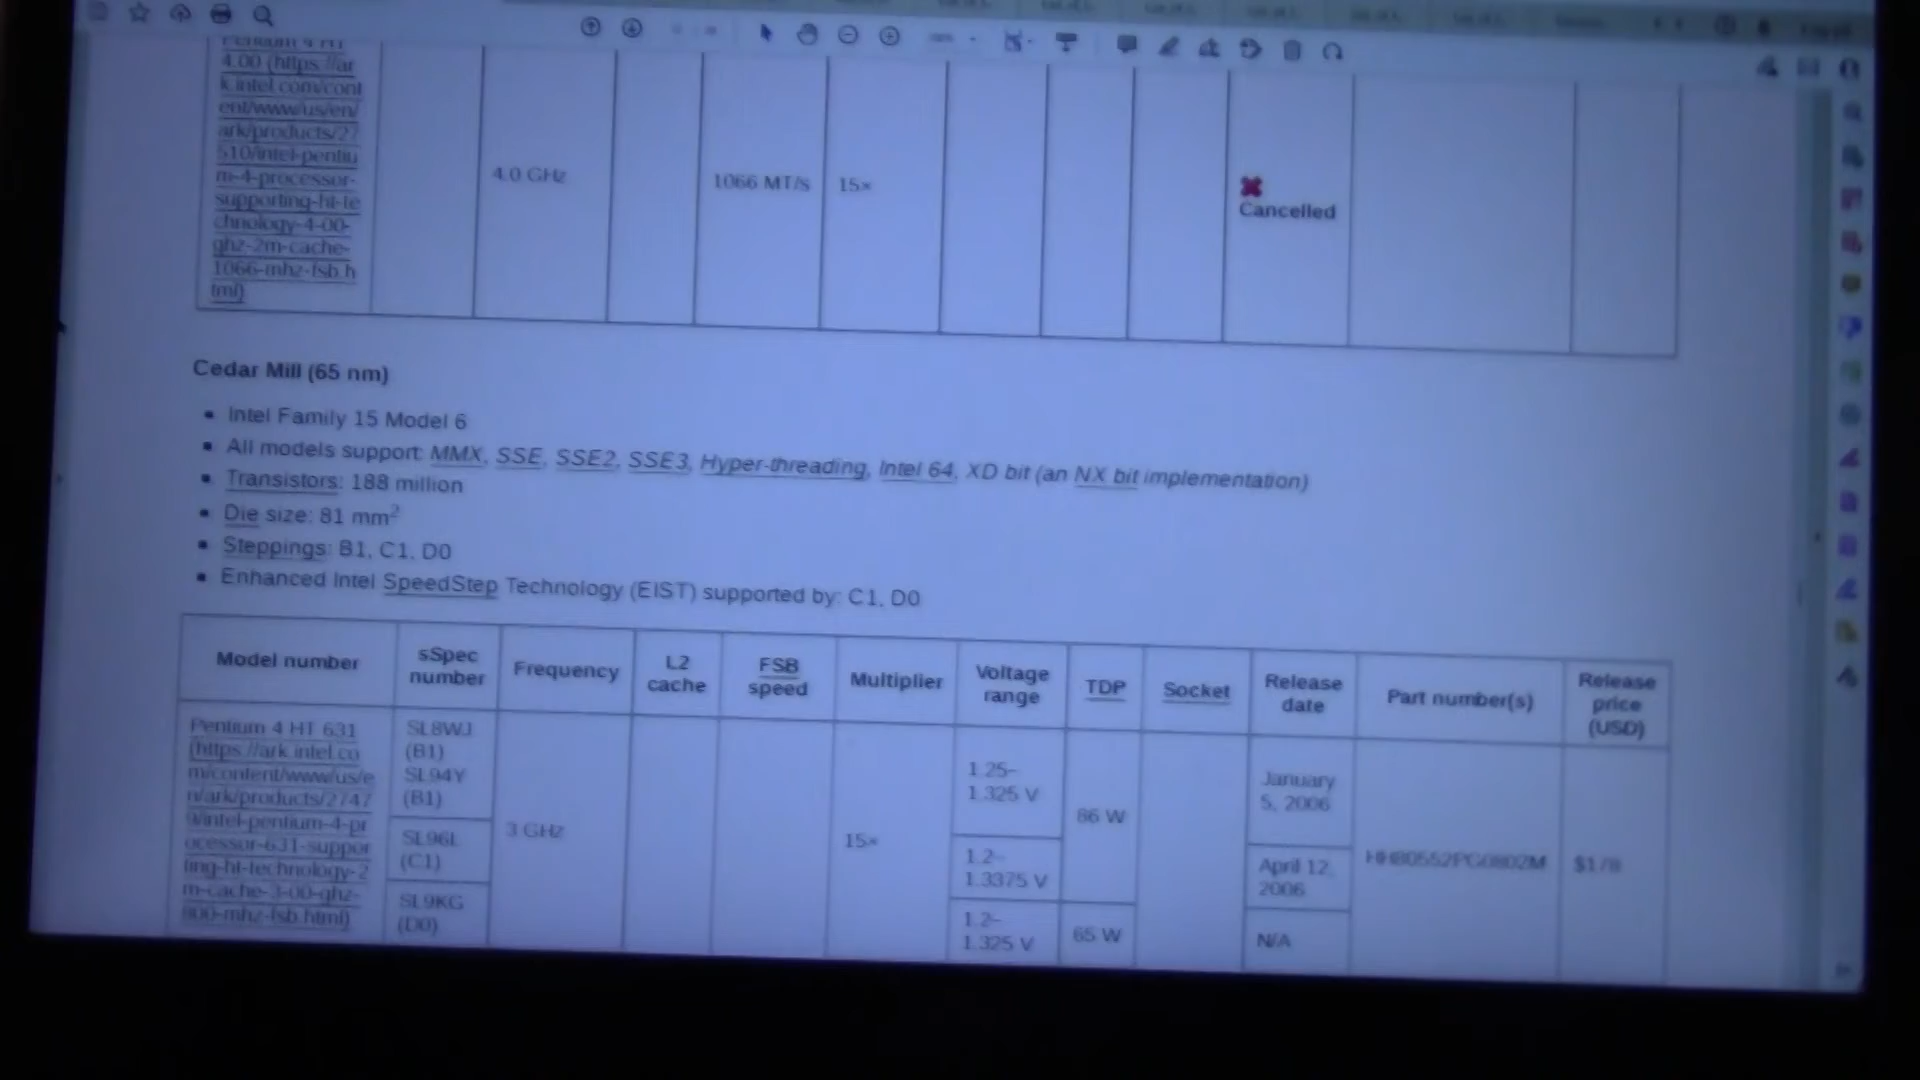 4.00 (https://ar
k.intel.com/cont
ent/www/us/en/
ark/products/27
510/intel-pentiu
m-4-processor-
supporting-ht-te
chnology-4-00-
ghz-2m-cache-
1066-mhz-fsb.h
tml)
4.0 GHz
1066 MT/s
15×
Cancelled
Cedar Mill (65 nm)
Intel Family 15 Model 6
All models support: MMX, SSE, SSE2, SSE3, Hyper-threading, Intel 64, XD bit (an NX bit implementation)
Transistors: 188 million
Die size: 81 mm²
Steppings: B1, C1, D0
Enhanced Intel SpeedStep Technology (EIST) supported by: C1, D0
Model number
sSpec
number
Frequency
L2
cache
FSB
speed
Multiplier
Voltage
range
TDP
Socket
Release
date
Part number(s)
Release
price
(USD)
Pentium 4 HT 631
(https://ark.intel.co
m/content/www/us/e
n/ark/products/2747
9/intel-pentium-4-pr
ocessor-631-suppor
ting-ht-technology-2
m-cache-3-00-ghz-
800-mhz-fsb.html)
SL8WJ
(B1)
SL94Y
(B1)
SL96L
(C1)
SL9KG
(D0)
3 GHz
15×
1.25–
1.325 V
1.2–
1.3375 V
1.2–
1.325 V
86 W
65 W
January
5, 2006
April 12,
2006
N/A
HH80552PG0802M
$178